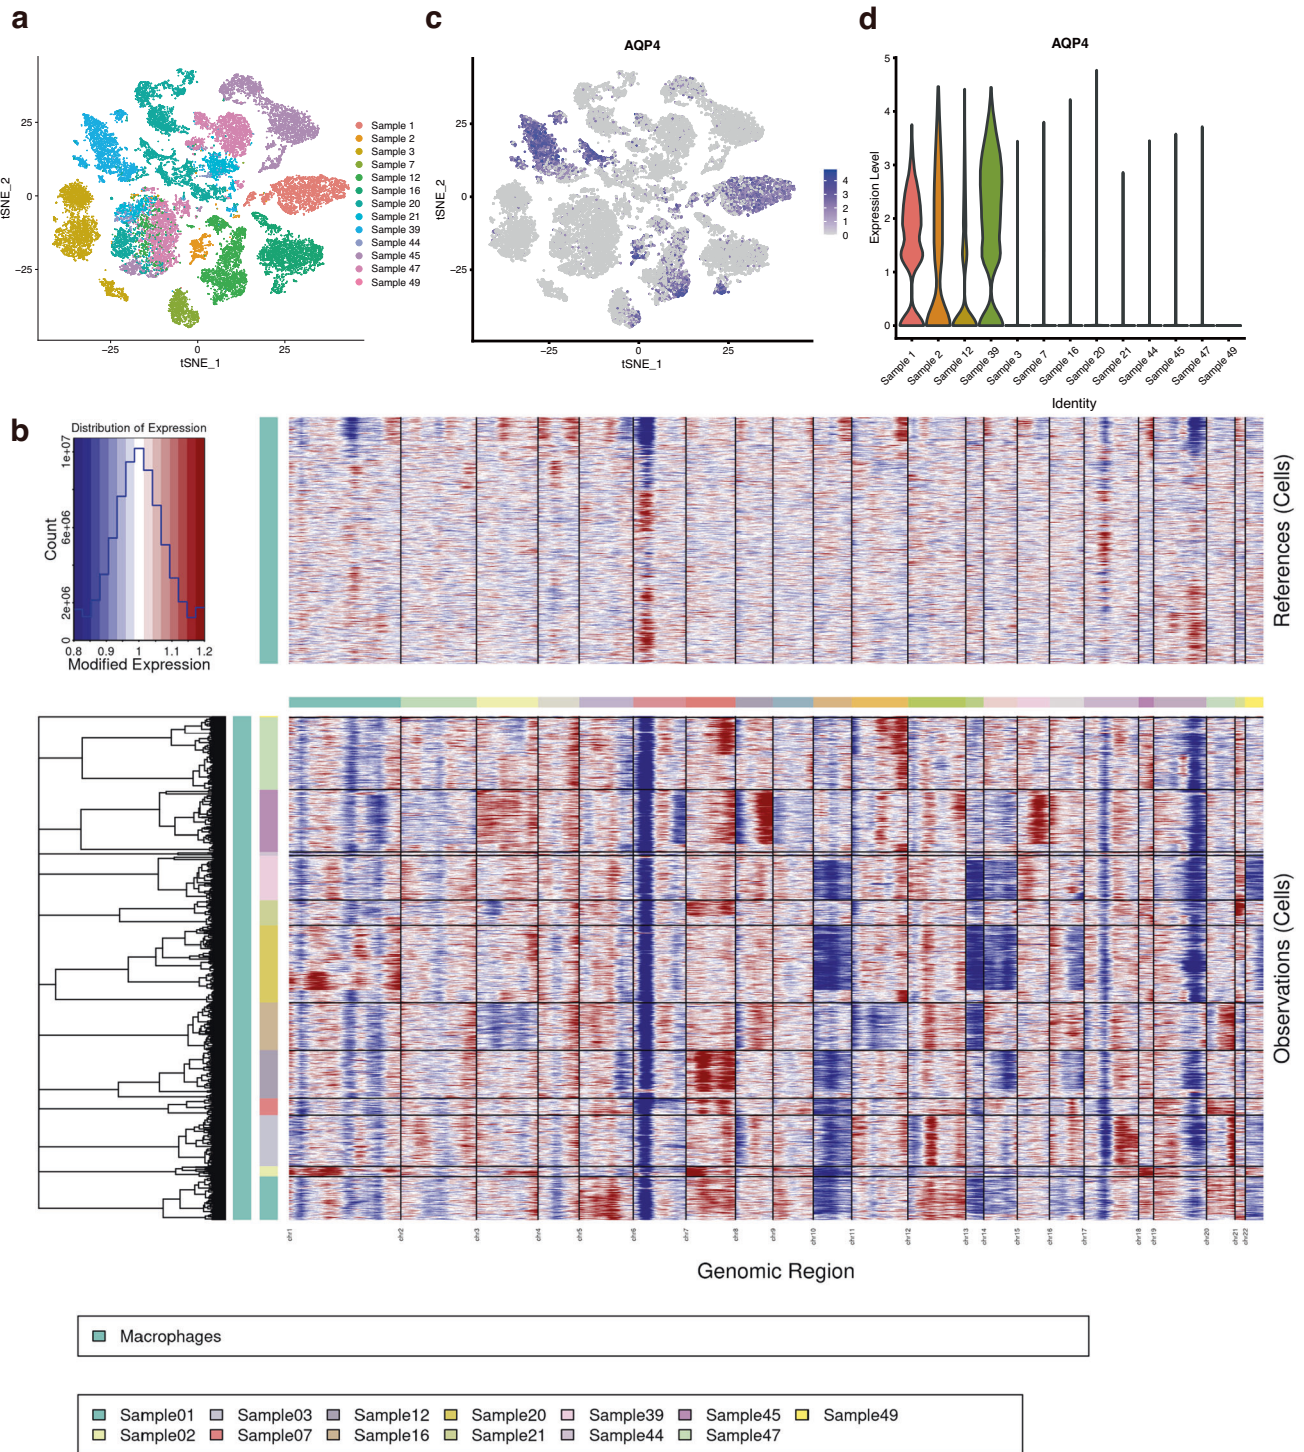 a
tSNE_2
25
0
−25
−25
0
25
tSNE_1
Sample 1
Sample 2
Sample 3
Sample 7
Sample 12
Sample 16
Sample 20
Sample 21
Sample 39
Sample 44
Sample 45
Sample 47
Sample 49
c
AQP4
tSNE_2
25
0
−25
−25
0
25
tSNE_1
4
3
2
1
0
d
AQP4
Expression Level
5
4
3
2
1
0
Sample 1
Sample 2
Sample 12
Sample 39
Sample 3
Sample 7
Sample 16
Sample 20
Sample 21
Sample 44
Sample 45
Sample 47
Sample 49
Identity
b
Distribution of Expression
Count
0
2e+06
6e+06
1e+07
0.8
0.9
1
1.1
1.2
Modified Expression
References (Cells)
Observations (Cells)
chr1
chr2
chr3
chr4
chr5
chr6
chr7
chr8
chr9
chr10
chr11
chr12
chr13
chr14
chr15
chr16
chr17
chr18
chr19
chr20
chr21
chr22
Genomic Region
Macrophages
Sample01 Sample03 Sample12 Sample20 Sample39 Sample45 Sample49
Sample02 Sample07 Sample16 Sample21 Sample44 Sample47